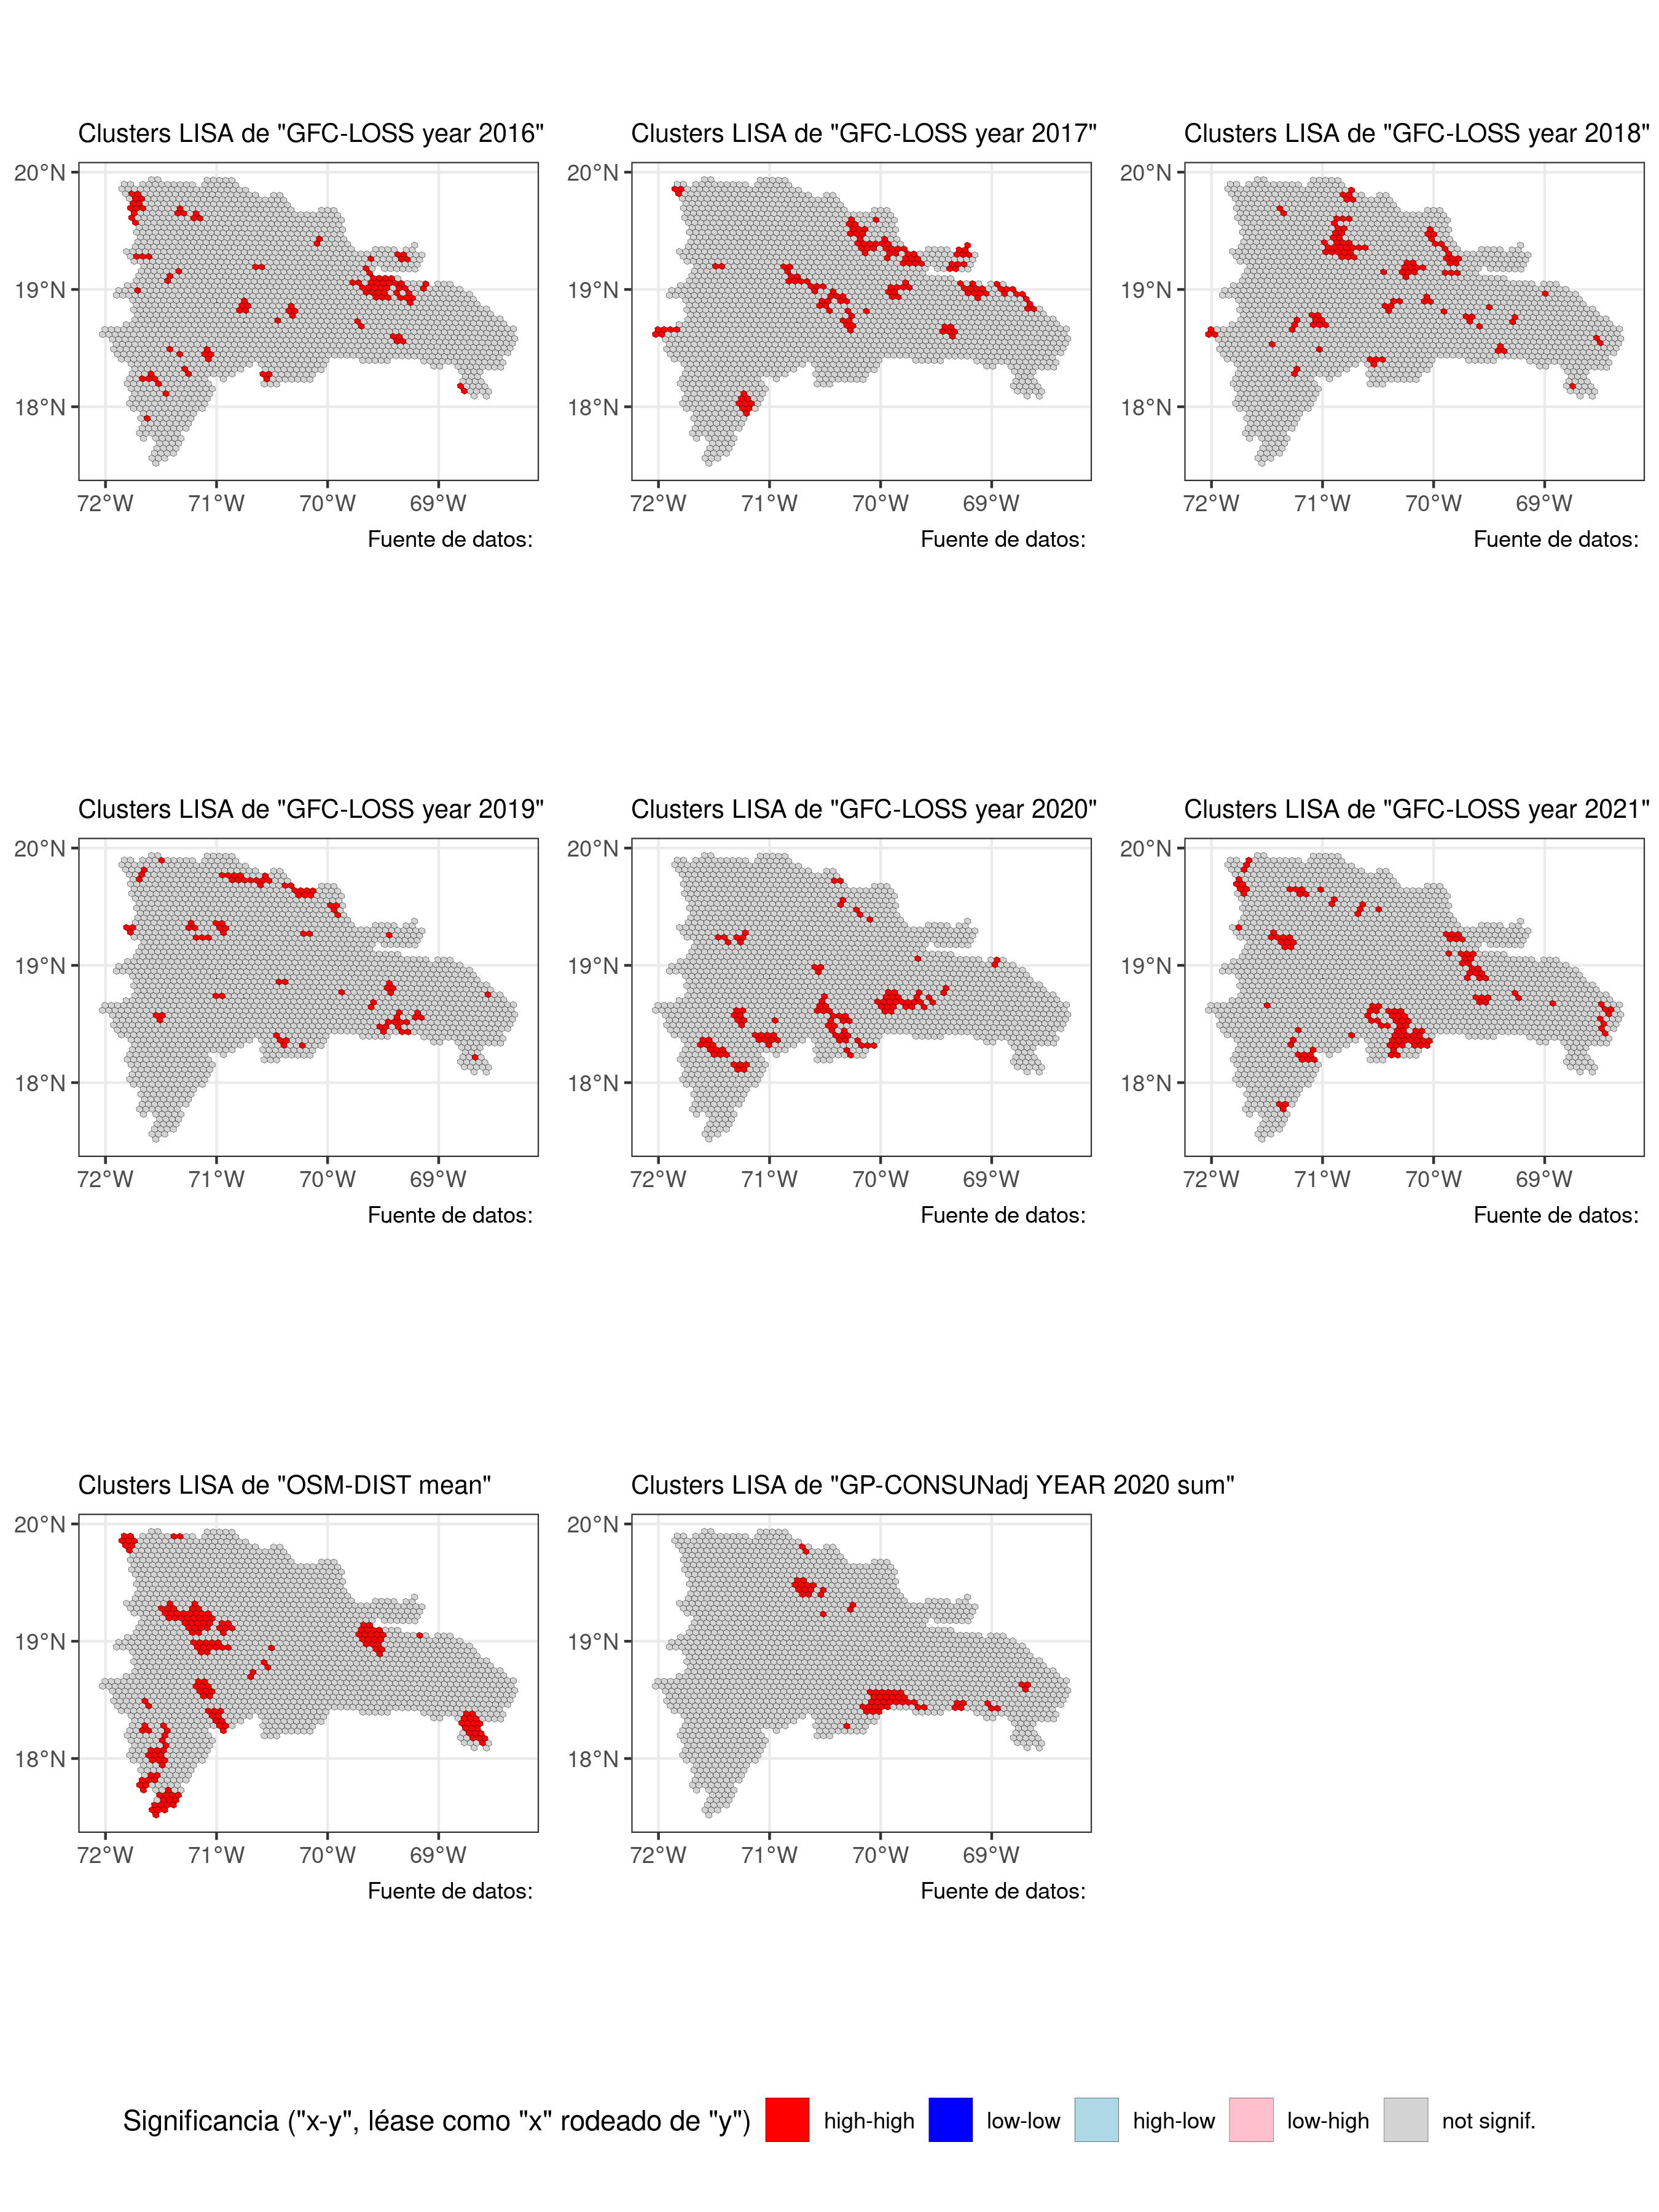 Clusters LISA de "GFC-LOSS year 2016"
Clusters LISA de "GFC-LOSS year 2017"
Clusters LISA de "GFC-LOSS year 2018"
20°N
19°N
18°N
72°W 71°W 70°W 69°W
Fuente de datos:
20°N
19°N
18°N
72°W 71°W 70°W 69°W
Fuente de datos:
20°N
19°N
18°N
72°W 71°W 70°W 69°W
Fuente de datos:
Clusters LISA de "GFC-LOSS year 2019"
Clusters LISA de "GFC-LOSS year 2020"
Clusters LISA de "GFC-LOSS year 2021"
20°N
19°N
18°N
72°W 71°W 70°W 69°W
Fuente de datos:
20°N
19°N
18°N
72°W 71°W 70°W 69°W
Fuente de datos:
20°N
19°N
18°N
72°W 71°W 70°W 69°W
Fuente de datos:
Clusters LISA de "OSM-DIST mean"
Clusters LISA de "GP-CONSUNadj YEAR 2020 sum"
20°N
19°N
18°N
72°W 71°W 70°W 69°W
Fuente de datos:
20°N
19°N
18°N
72°W 71°W 70°W 69°W
Fuente de datos:
Significancia ("x-y", léase como "x" rodeado de "y") high-high low-low high-low low-high not signif.